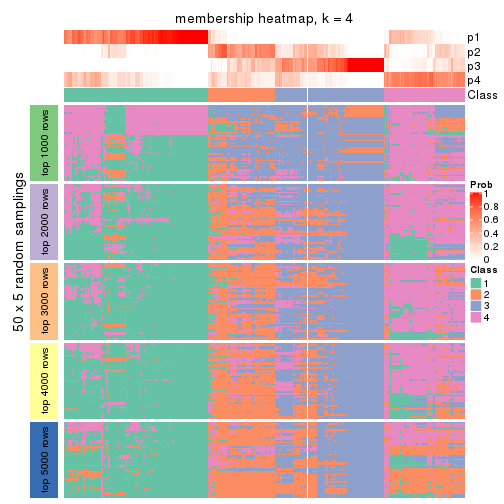 membership heatmap, k = 4
p1
p2
p3
p4
Class
50 x 5 random samplings
top 1000 rows
top 2000 rows
top 3000 rows
top 4000 rows
top 5000 rows
Prob
1
0.8
0.6
0.4
0.2
0
Class
1
2
3
4